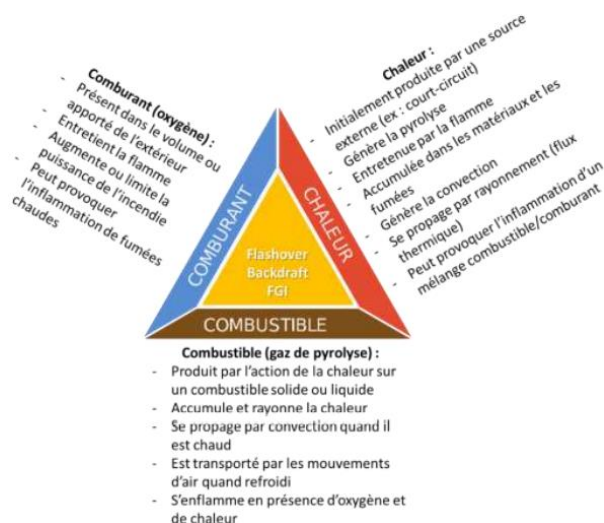 Comburant (oxygène) :
- Présent dans le volume ou
apporté de l'extérieur
- Entretient la flamme
- Augmente ou limite la
puissance de l'incendie
- Peut provoquer
l'inflammation de fumées
chaudes
Chaleur :
- Initialement produite par une source
externe (ex : court-circuit)
- Génère la pyrolyse
- Entretenue par la flamme
- Accumulée dans les matériaux et les
fumées
- Génère la convection
- Se propage par rayonnement (flux
thermique)
- Peut provoquer l'inflammation d'un
mélange combustible/comburant
COMBURANT
CHALEUR
Flashover
Backdraft
FGI
COMBUSTIBLE
Combustible (gaz de pyrolyse) :
- Produit par l'action de la chaleur sur
un combustible solide ou liquide
- Accumule et rayonne la chaleur
- Se propage par convection quand il
est chaud
- Est transporté par les mouvements
d'air quand refroidi
- S'enflamme en présence d'oxygène et
de chaleur